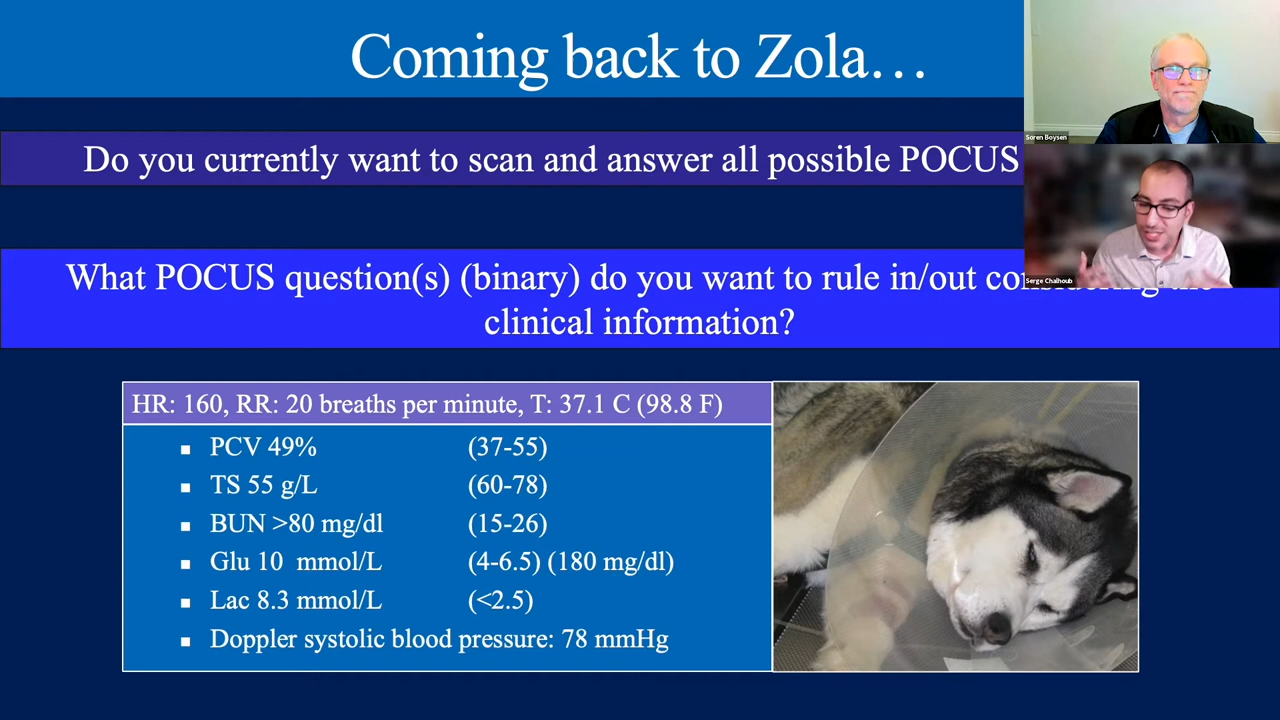 Coming back to Zola…
Soren Boysen
Do you currently want to scan and answer all possible POCUS
What POCUS question(s) (binary) do you want to rule in/out considering the
clinical information?
Serge Chalhoub
HR: 160, RR: 20 breaths per minute, T: 37.1 C (98.8 F)
▪ PCV 49% (37-55)
▪ TS 55 g/L (60-78)
▪ BUN >80 mg/dl (15-26)
▪ Glu 10 mmol/L (4-6.5) (180 mg/dl)
▪ Lac 8.3 mmol/L (<2.5)
▪ Doppler systolic blood pressure: 78 mmHg